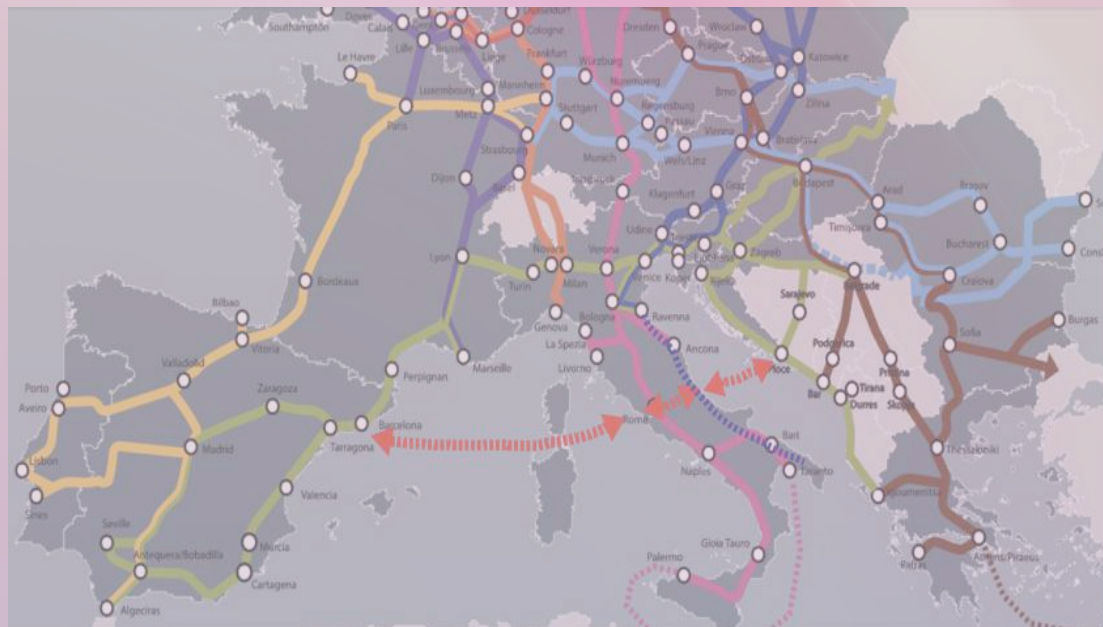 Southampton
Dover
Calais
Lille
Liege
Cologne
Frankfurt
Dresden
Prague
Wroclaw
Katowice
Le Havre
Luxembourg
Mannheim
Würzburg
Nuremberg
Brno
Zilina
Paris
Metz
Stuttgart
Regensburg
Passau
Vienna
Bratislava
Strasbourg
Munich
Wels/Linz
Dijon
Basel
Innsbruck
Klagenfurt
Graz
Budapest
Arad
Brasov
Udine
Timişoara
Lyon
Novara
Verona
Ljubljana
Zagreb
Bucharest
Turin
Milan
Venice
Koper
Rijeka
Belgrade
Craiova
Bordeaux
Sarajevo
Bilbao
Genova
Bologna
Ravenna
Burgas
Vitoria
La Spezia
Sofia
Valladolid
Marseille
Livorno
Ancona
Ploce
Podgorica
Pristina
Porto
Zaragoza
Perpignan
Tirana
Aveiro
Bar
Durres
Skopje
Barcelona
Rome
Madrid
Tarragona
Bari
Thessaloniki
Lisbon
Naples
Taranto
Valencia
Igoumenitsa
Sines
Seville
Murcia
Gioia Tauro
Antequera/Bobadilla
Palermo
Athens/Piraeus
Patras
Cartagena
Algeciras